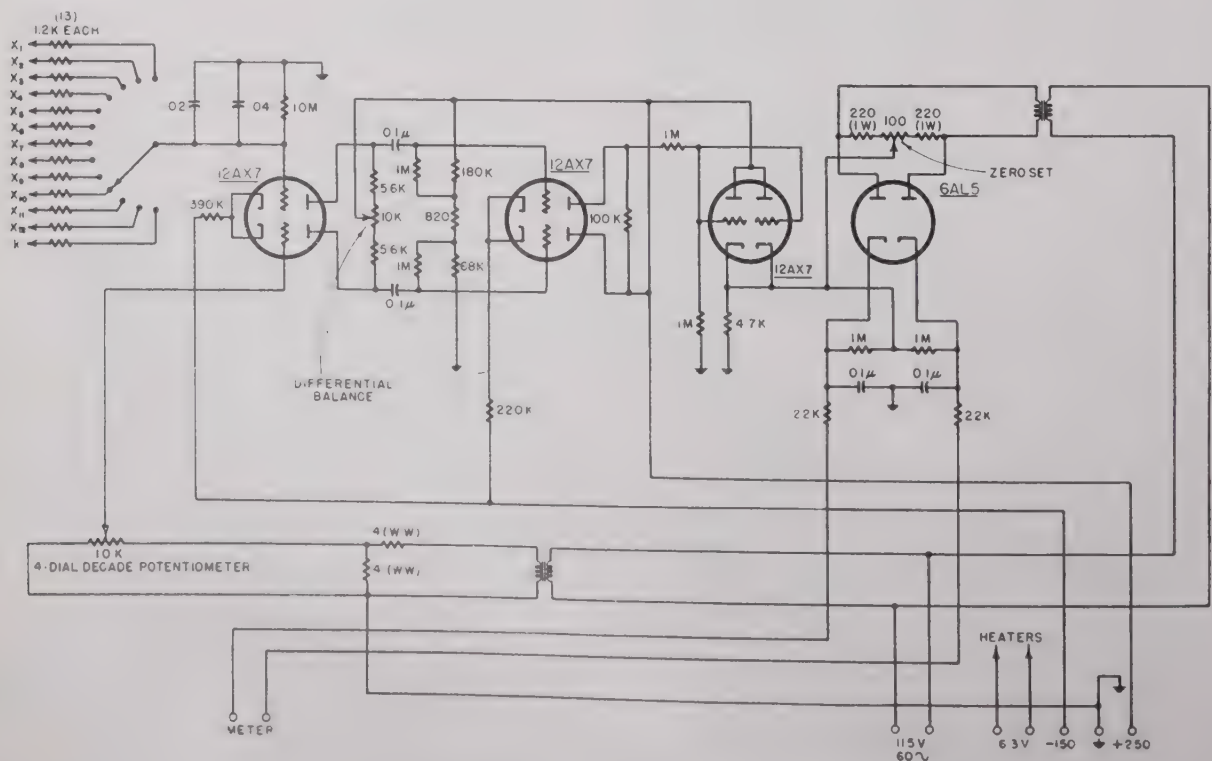 (13)
1.2K EACH
X1
X2
X3
X4
X5
X6
X7
X8
X9
X10
X11
X12
k
02
04
10M
12AX7
390K
0.1μ
1M
56K
10K
56K
1M
0.1μ
180K
820
68K
DIFFERENTIAL
BALANCE
12AX7
100K
220K
1M
12AX7
1M
4.7K
220
(1W)
100
220
(1W)
ZERO SET
6AL5
1M
1M
0.1μ
0.1μ
22K
22K
10K
4-DIAL DECADE POTENTIOMETER
4 (WW)
4 (WW)
METER
HEATERS
115V
60~
6.3V
-150
+250